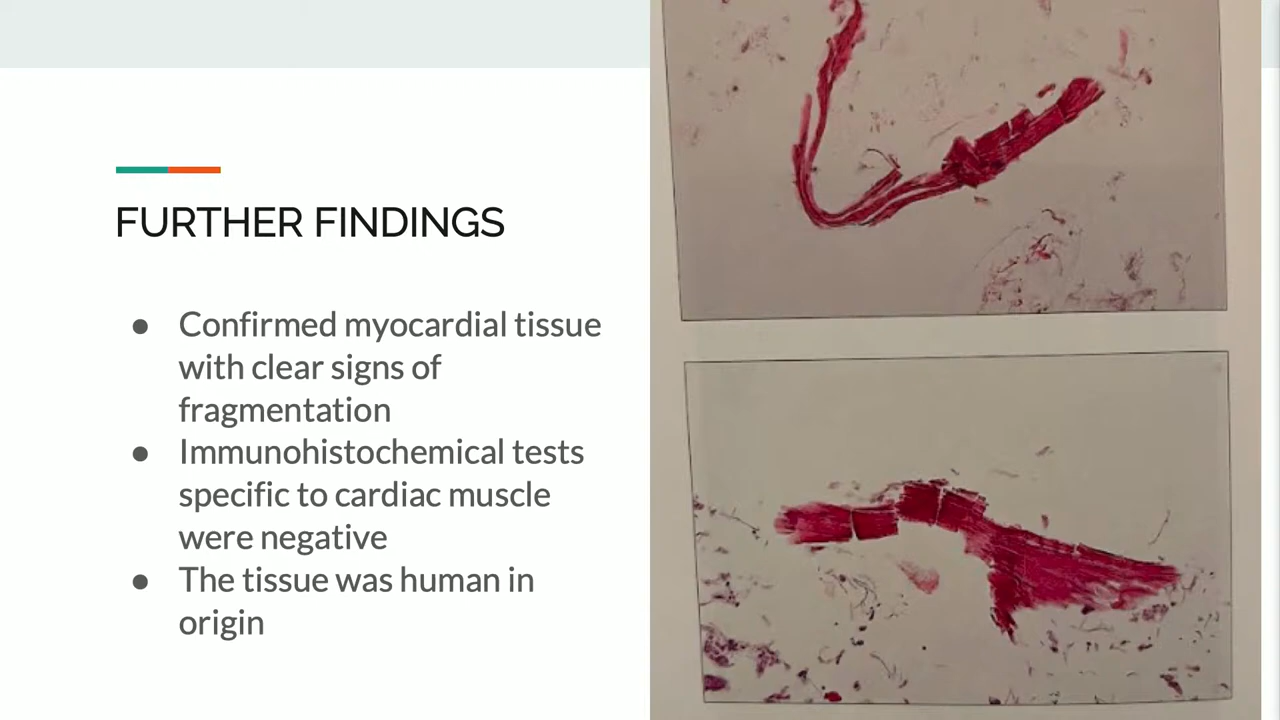 FURTHER FINDINGS
● Confirmed myocardial tissue
with clear signs of
fragmentation
● Immunohistochemical tests
specific to cardiac muscle
were negative
● The tissue was human in
origin